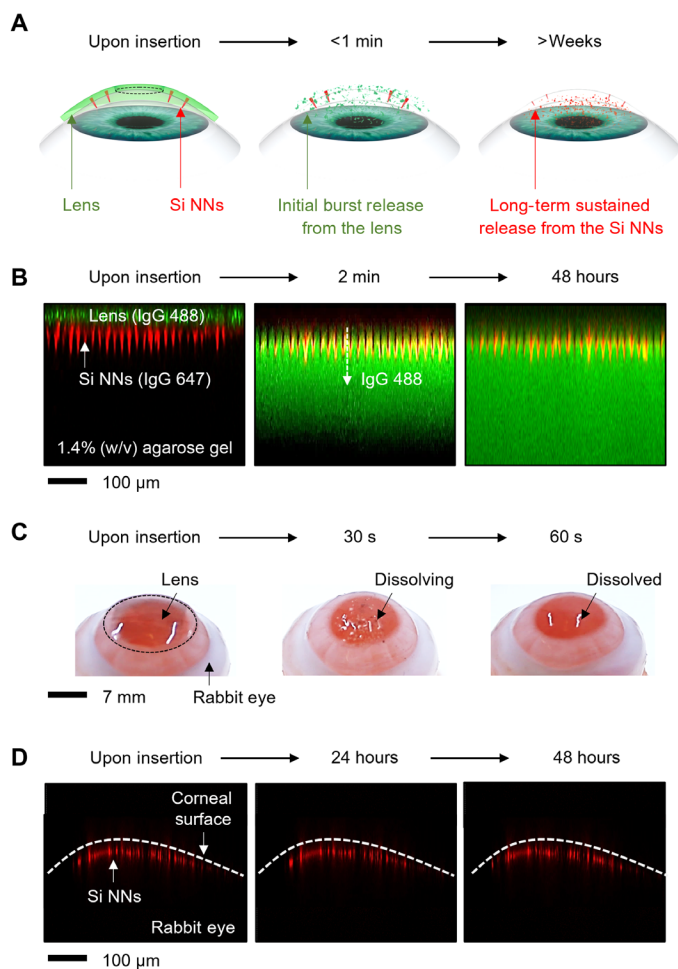 A
Upon insertion
<1 min
>Weeks
Lens
Si NNs
Initial burst release
from the lens
Long-term sustained
release from the Si NNs
B
Upon insertion
2 min
48 hours
Lens (IgG 488)
Si NNs (IgG 647)
IgG 488
1.4% (w/v) agarose gel
100 µm
C
Upon insertion
30 s
60 s
Lens
Dissolving
Dissolved
Rabbit eye
7 mm
D
Upon insertion
24 hours
48 hours
Corneal
surface
Si NNs
Rabbit eye
100 µm